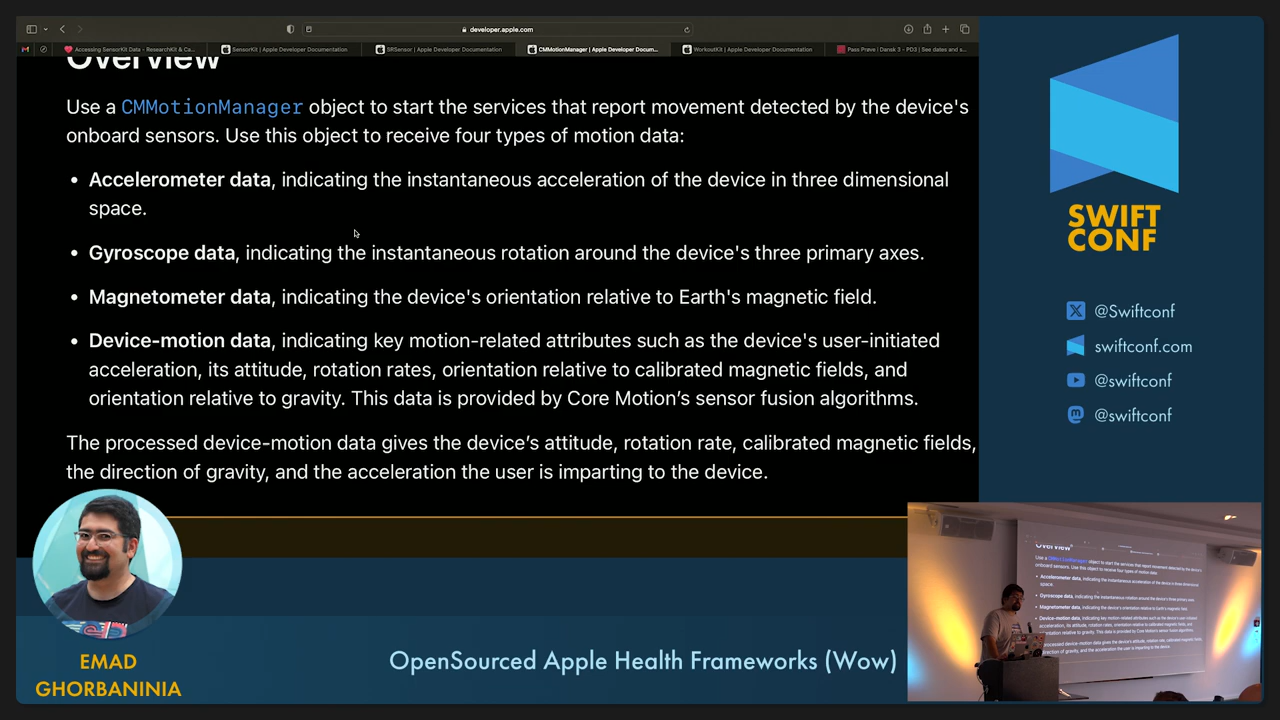 developer.apple.com
Accessing SensorKit Data - ResearchKit & Ca...
SensorKit | Apple Developer Documentation
SRSensor | Apple Developer Documentation
CMMotionManager | Apple Developer Docum...
WorkoutKit | Apple Developer Documentation
Pass Prøve | Dansk 3 - PD3 | See dates and s...
Overview
Use a CMMotionManager object to start the services that report movement detected by the device's
onboard sensors. Use this object to receive four types of motion data:
• Accelerometer data, indicating the instantaneous acceleration of the device in three dimensional
space.
• Gyroscope data, indicating the instantaneous rotation around the device's three primary axes.
• Magnetometer data, indicating the device's orientation relative to Earth's magnetic field.
• Device-motion data, indicating key motion-related attributes such as the device's user-initiated
acceleration, its attitude, rotation rates, orientation relative to calibrated magnetic fields, and
orientation relative to gravity. This data is provided by Core Motion's sensor fusion algorithms.
The processed device-motion data gives the device's attitude, rotation rate, calibrated magnetic fields,
the direction of gravity, and the acceleration the user is imparting to the device.
SWIFT
CONF
@Swiftconf
swiftconf.com
@swiftconf
@swiftconf
EMAD
GHORBANINIA
OpenSourced Apple Health Frameworks (Wow)